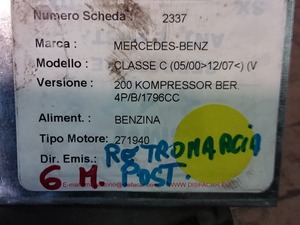 Numero Scheda : 2337
Marca : MERCEDES-BENZ
Modello : CLASSE C (05/00>12/07<) (V
Versione : 200 KOMPRESSOR BER.
4P/B/1796CC
Aliment. : BENZINA
Tipo Motore: 271940
Dir. Emis.: RETROMARCIA
6 M. POST.